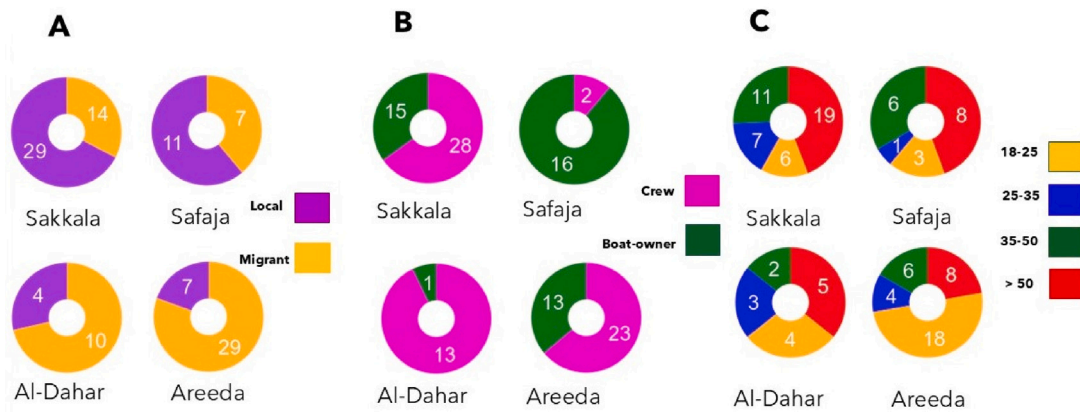 A
14
29
Sakkala
7
11
Safaja
Local
Migrant
4
10
Al-Dahar
7
29
Areeda
B
15
28
Sakkala
2
16
Safaja
Crew
Boat-owner
1
13
Al-Dahar
13
23
Areeda
C
11
19
7
6
Sakkala
6
8
1
3
Safaja
2
5
3
4
Al-Dahar
6
8
4
18
Areeda
18-25
25-35
35-50
> 50